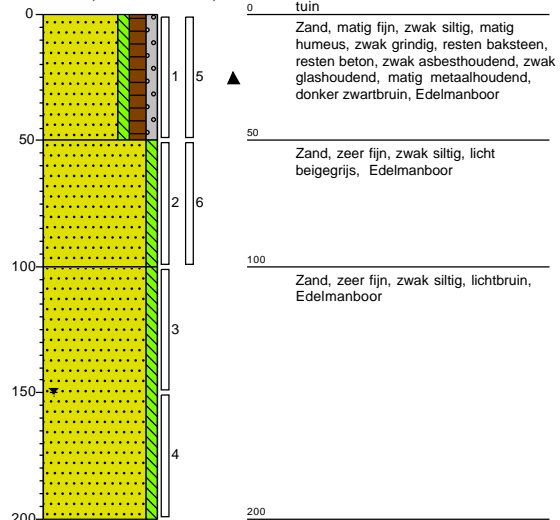 0
0
tuin
Zand, matig fijn, zwak siltig, matig
humeus, zwak grindig, resten baksteen,
resten beton, zwak asbesthoudend, zwak
glashoudend, matig metaalhoudend,
donker zwartbruin, Edelmanboor
1
5
50
50
Zand, zeer fijn, zwak siltig, licht
beigegrijs, Edelmanboor
2
6
100
100
Zand, zeer fijn, zwak siltig, lichtbruin,
Edelmanboor
3
150
4
200
200